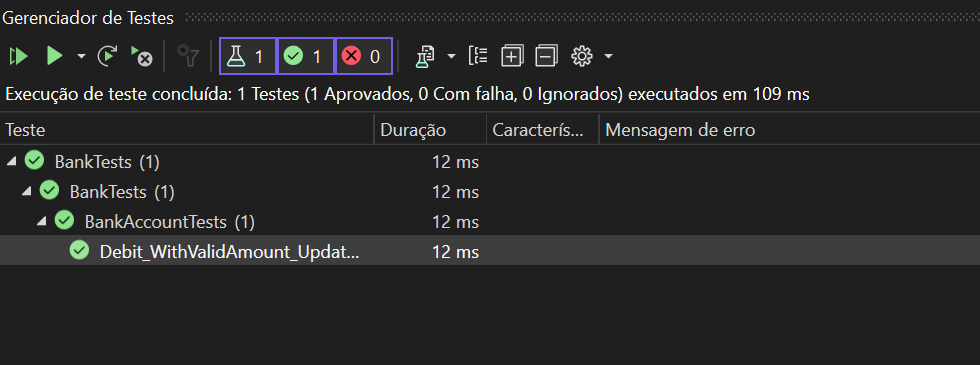 Gerenciador de Testes
1 1 0
Execução de teste concluída: 1 Testes (1 Aprovados, 0 Com falha, 0 Ignorados) executados em 109 ms
Teste Duração Caracterís... Mensagem de erro
BankTests (1) 12 ms
BankTests (1) 12 ms
BankAccountTests (1) 12 ms
Debit_WithValidAmount_Updat... 12 ms